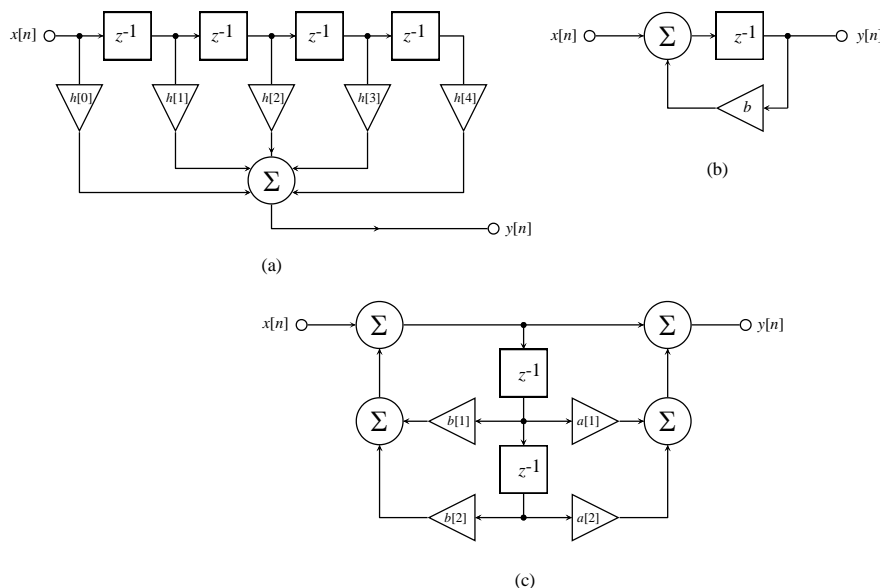 x[n] z-1 z-1 z-1 z-1
h[0] h[1] h[2] h[3] h[4]
Σ
y[n]
(a)
x[n] Σ z-1 y[n]
b
(b)
x[n] Σ Σ y[n]
z-1
Σ b[1] a[1] Σ
z-1
b[2] a[2]
(c)